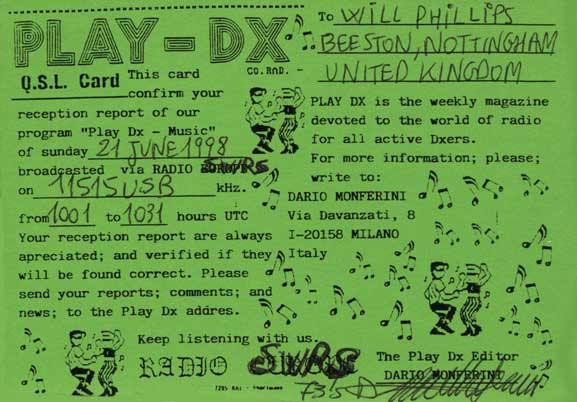 PLAY-DX
CO.RAD. -
Q.S.L. Card This card
confirm your
reception report of our
program "Play Dx - Music"
of sunday 21 JUNE 1998
broadcasted via RADIO SWRS
on 11515 USB kHz.
from 1001 to 1031 hours UTC
Your reception report are always
apreciated; and verified if they
will be found correct. Please
send your reports; comments; and
news; to the Play Dx addres.
Keep listening with us.
RADIO SWRS
To WILL PHILLIPS
BEESTON, NOTTINGHAM
UNITED KINGDOM
PLAY DX is the weekly magazine
devoted to the world of radio
for all active Dxers.
For more information; please;
write to:
DARIO MONFERINI
Via Davanzati, 8
I-20158 MILANO
Italy
The Play Dx Editor
DARIO MONFERINI
73s